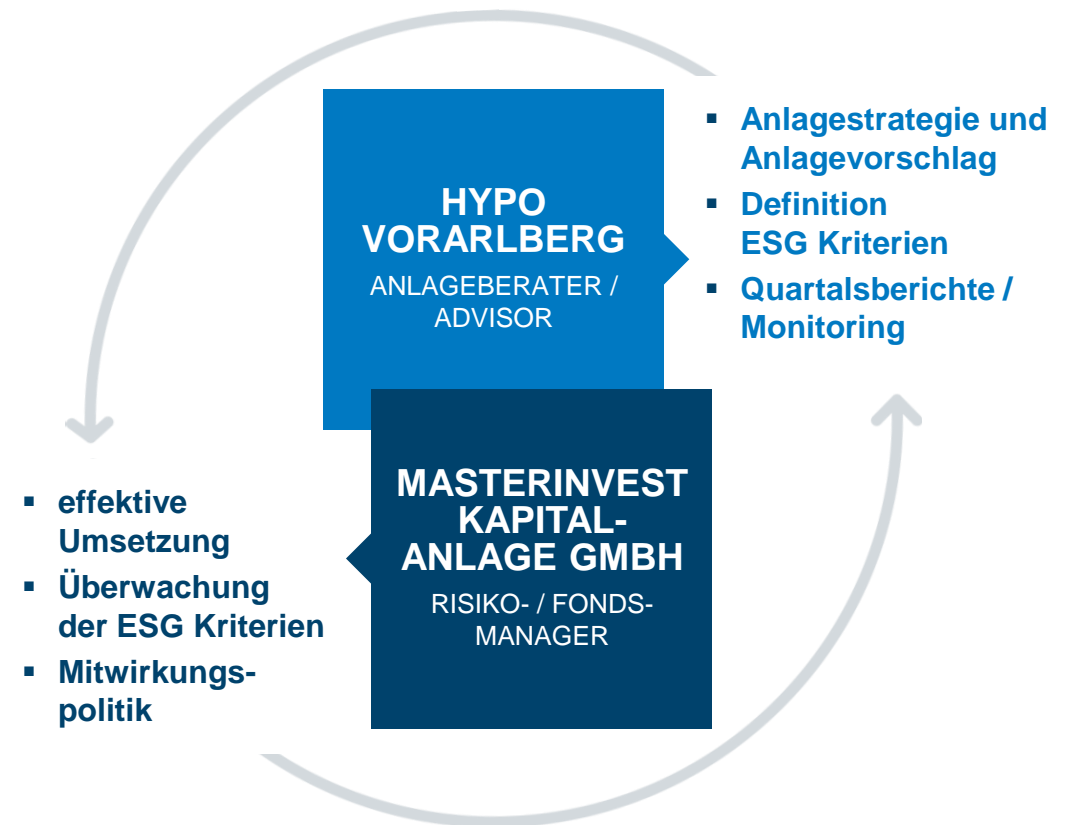 HYPO
VORARLBERG
ANLAGEBERATER /
ADVISOR
▪ Anlagestrategie und
Anlagevorschlag
▪ Definition
ESG Kriterien
▪ Quartalsberichte /
Monitoring
MASTERINVEST
KAPITAL-
ANLAGE GMBH
RISIKO- / FONDS-
MANAGER
▪ effektive
Umsetzung
▪ Überwachung
der ESG Kriterien
▪ Mitwirkungs-
politik